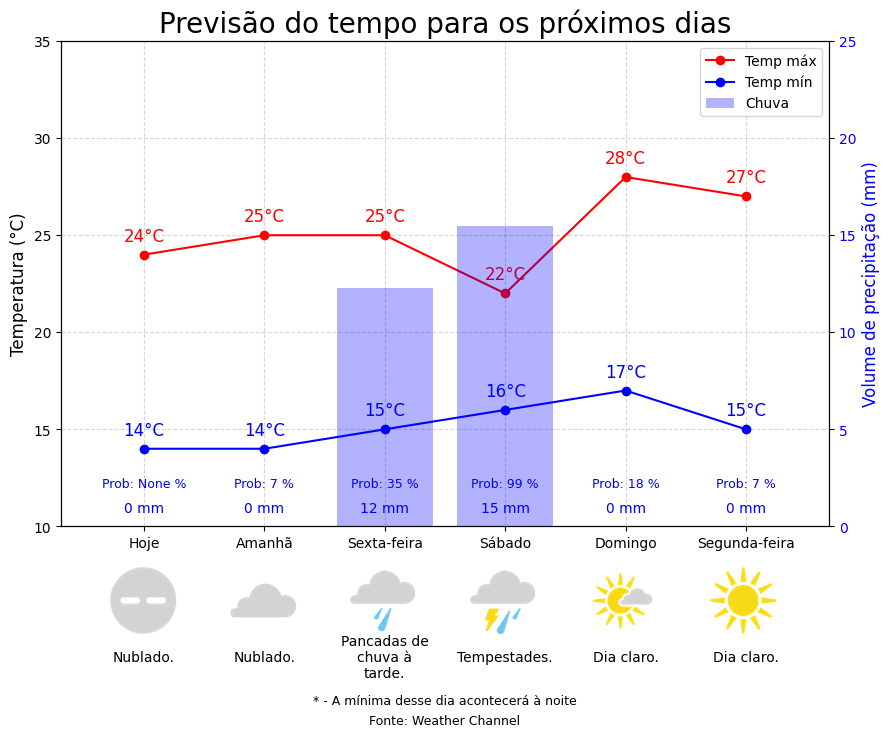 Previsão do tempo para os próximos dias
35
30
25
20
15
10
Temperatura (°C)
25
20
15
10
5
0
Volume de precipitação (mm)
Temp máx
Temp mín
Chuva
24°C
25°C
25°C
22°C
28°C
27°C
14°C
14°C
15°C
16°C
17°C
15°C
Prob: None %
Prob: 7 %
Prob: 35 %
Prob: 99 %
Prob: 18 %
Prob: 7 %
0 mm
0 mm
12 mm
15 mm
0 mm
0 mm
Hoje
Amanhã
Sexta-feira
Sábado
Domingo
Segunda-feira
Nublado.
Nublado.
Pancadas de
chuva à
tarde.
Tempestades.
Dia claro.
Dia claro.
* - A mínima desse dia acontecerá à noite
Fonte: Weather Channel